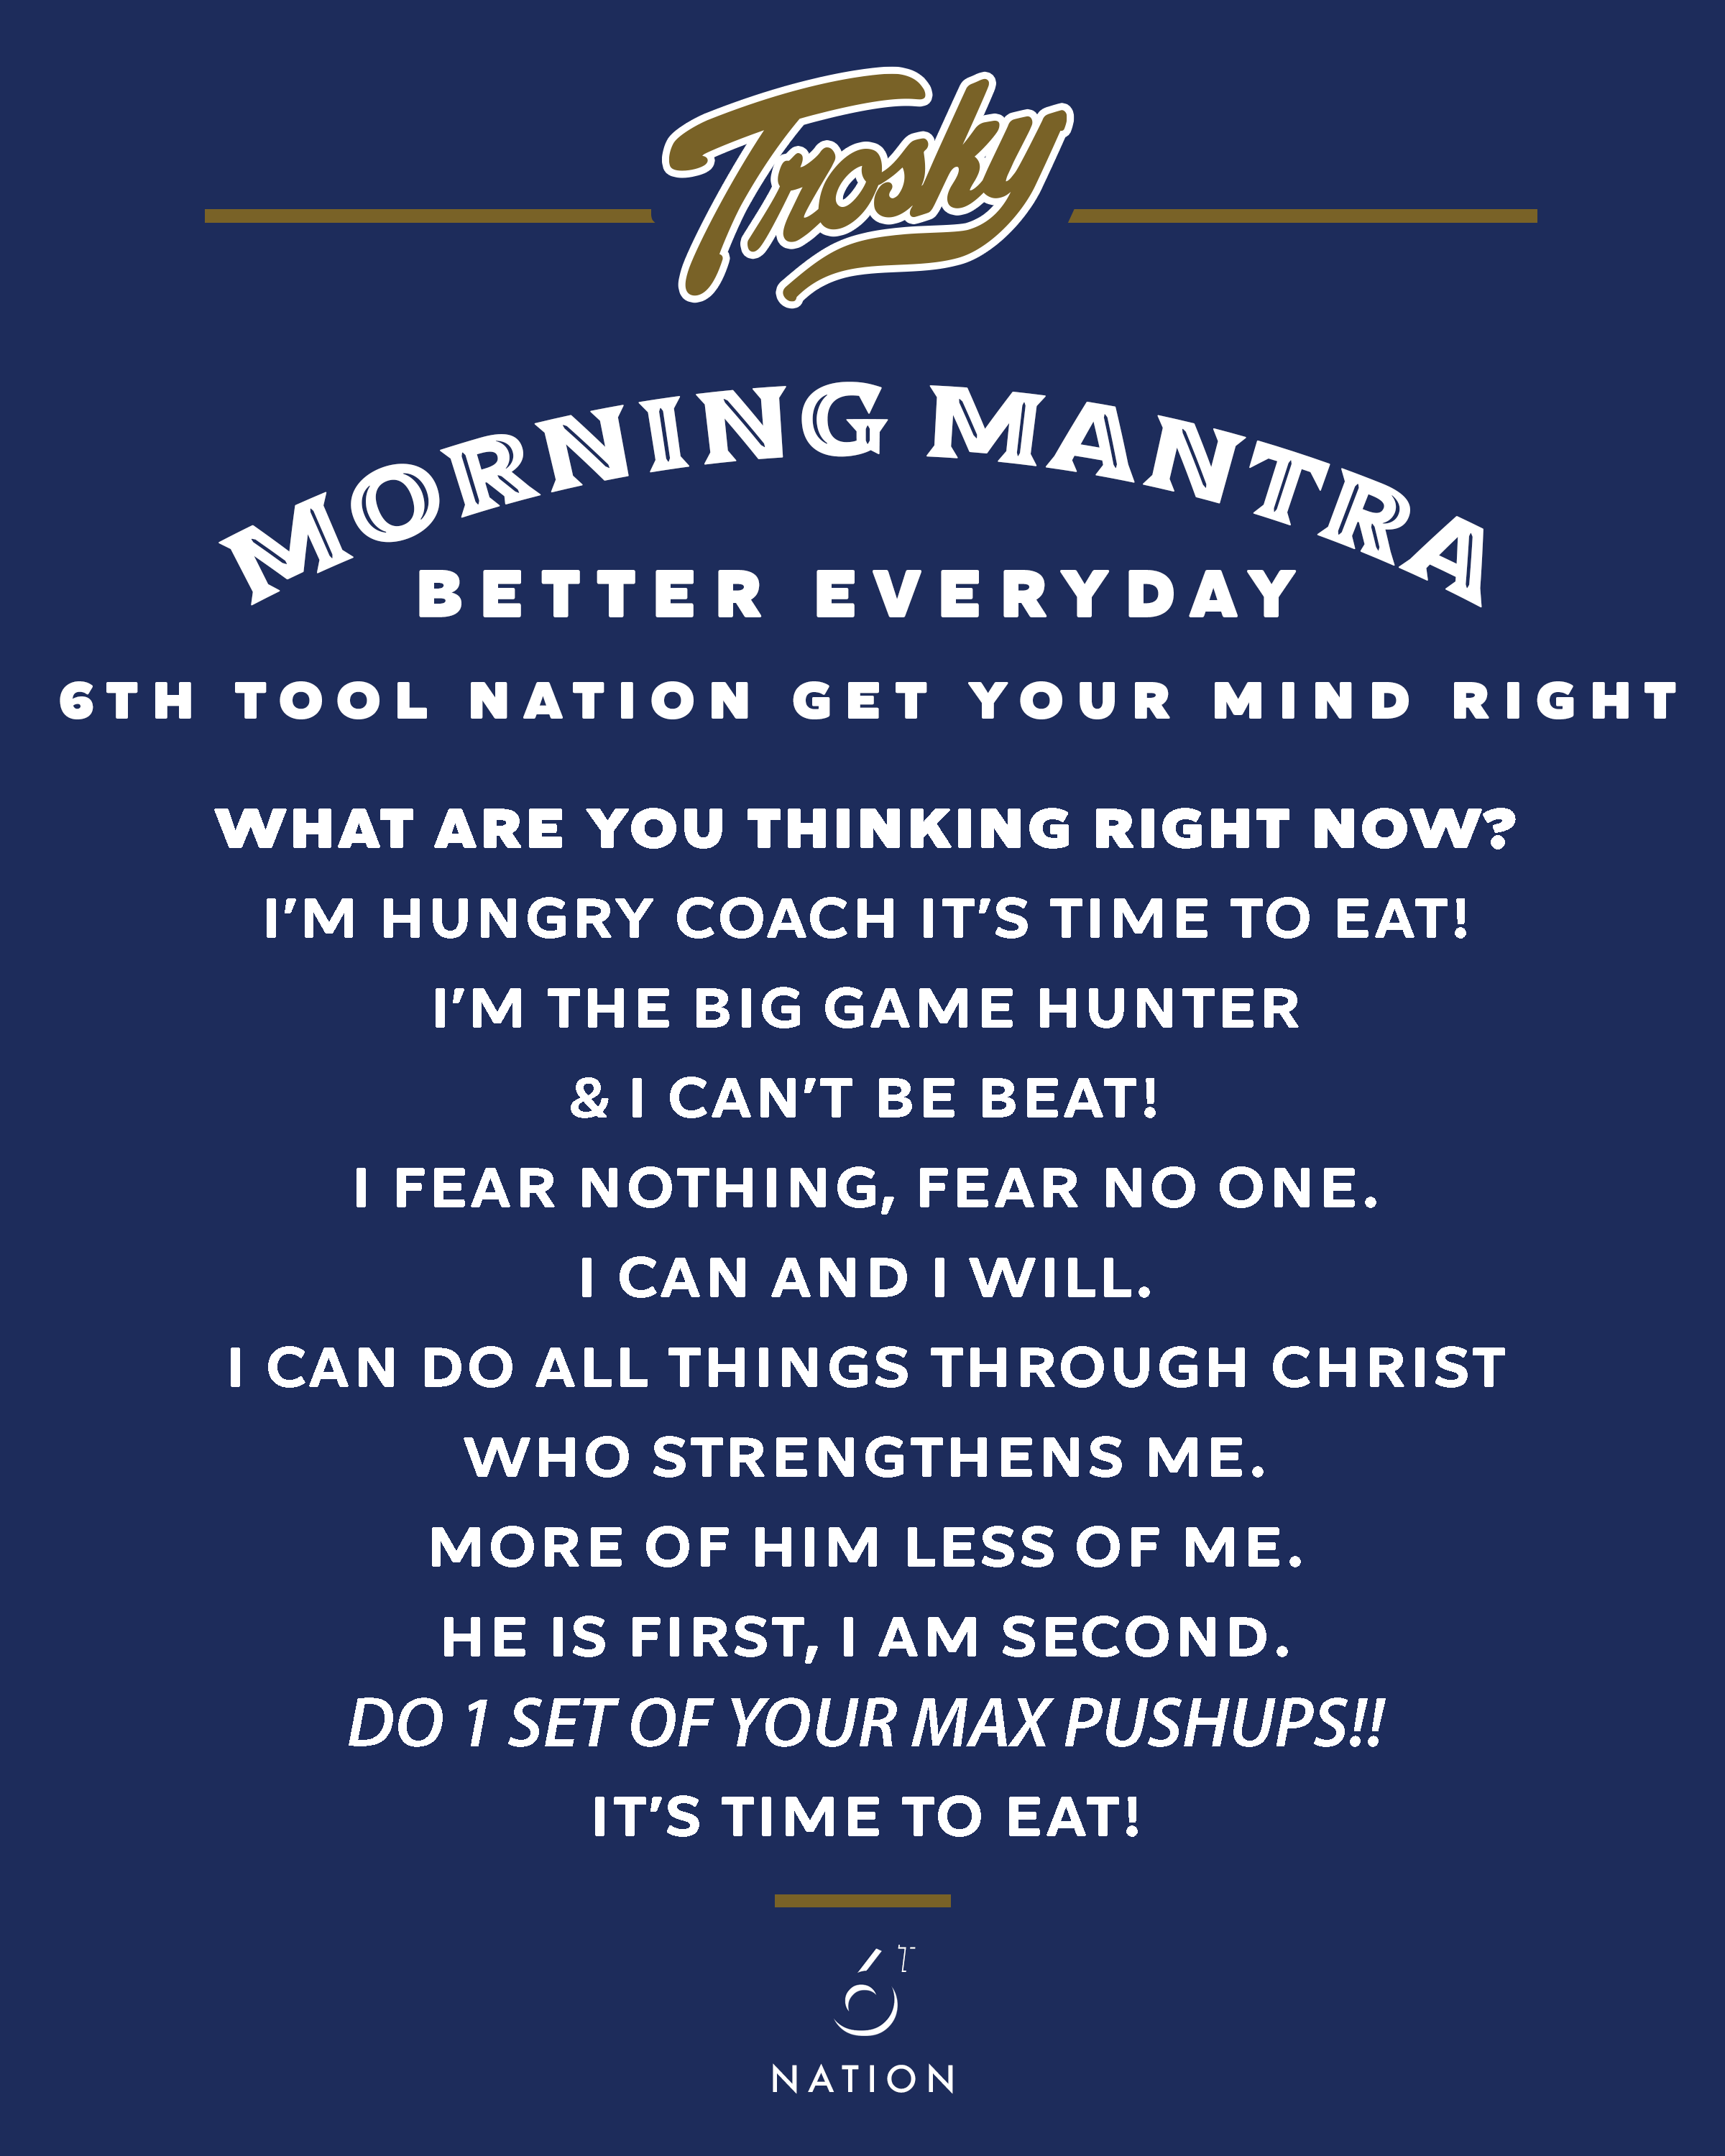 Trosky
MORNING MANTRA
BETTER EVERYDAY
6TH TOOL NATION GET YOUR MIND RIGHT
WHAT ARE YOU THINKING RIGHT NOW?
I'M HUNGRY COACH IT'S TIME TO EAT!
I'M THE BIG GAME HUNTER
& I CAN'T BE BEAT!
I FEAR NOTHING, FEAR NO ONE.
I CAN AND I WILL.
I CAN DO ALL THINGS THROUGH CHRIST
WHO STRENGTHENS ME.
MORE OF HIM LESS OF ME.
HE IS FIRST, I AM SECOND.
DO 1 SET OF YOUR MAX PUSHUPS!!
IT'S TIME TO EAT!
6T
NATION